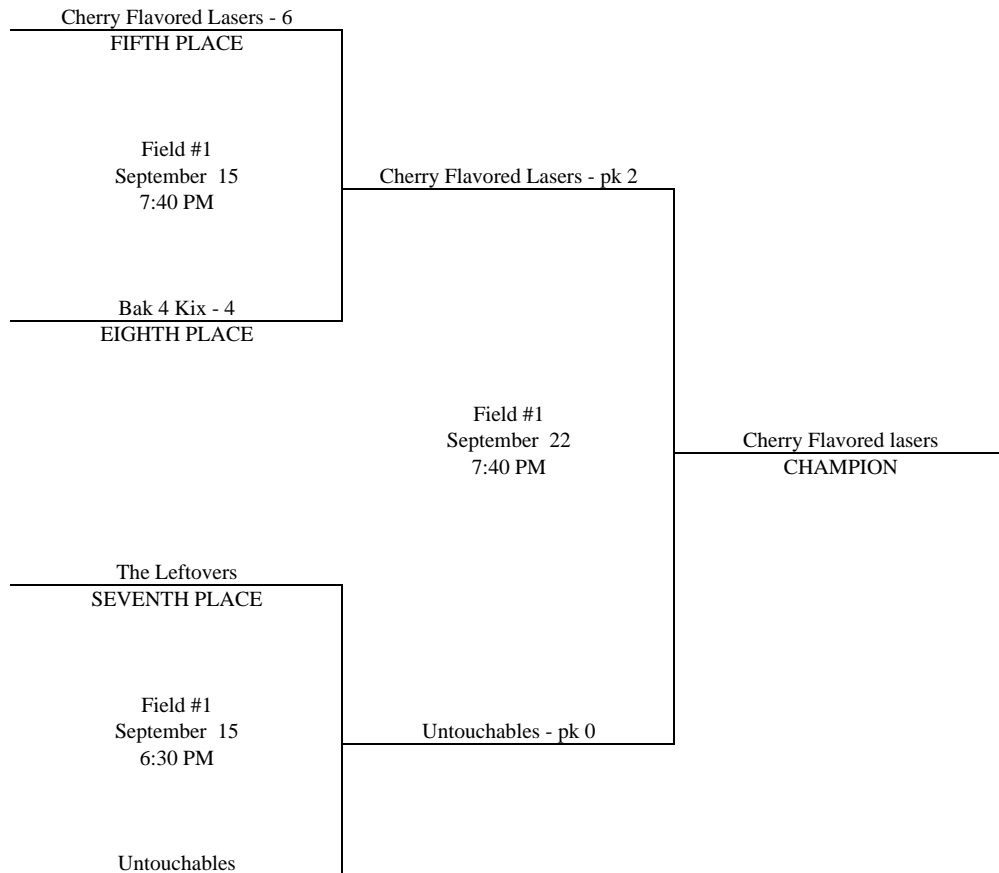 Cherry Flavored Lasers - 6
FIFTH PLACE
Field #1
September 15
7:40 PM
Cherry Flavored Lasers - pk 2
Bak 4 Kix - 4
EIGHTH PLACE
Field #1
September 22
7:40 PM
Cherry Flavored lasers
CHAMPION
The Leftovers
SEVENTH PLACE
Field #1
September 15
6:30 PM
Untouchables - pk 0
Untouchables